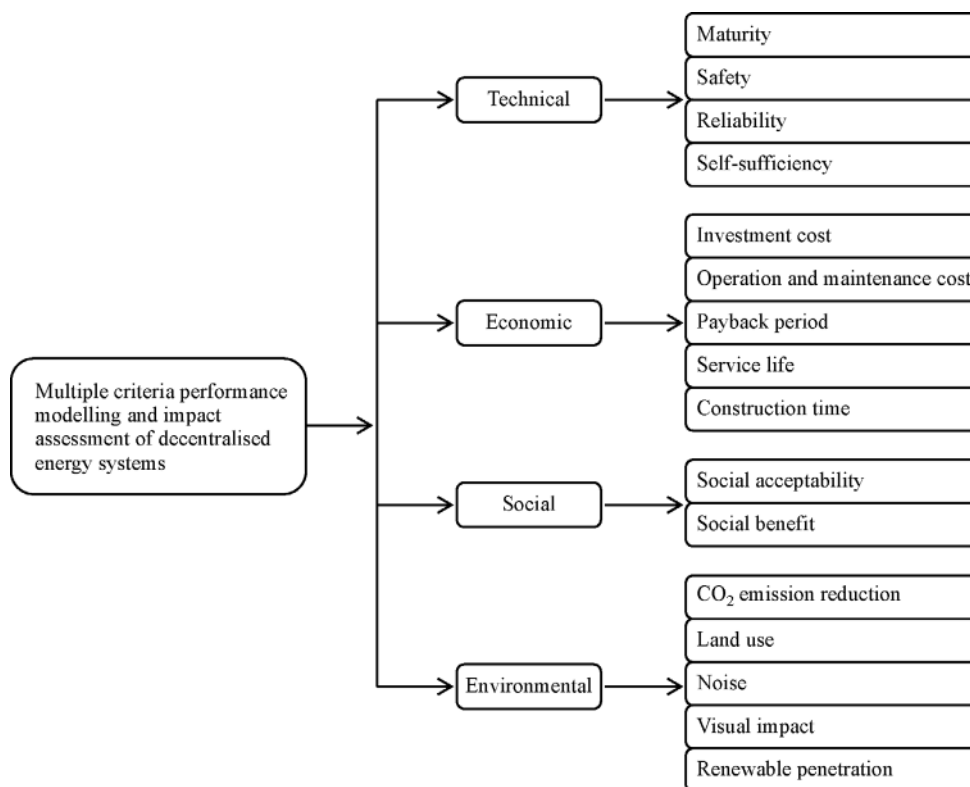 Multiple criteria performance
modelling and impact
assessment of decentralised
energy systems
Technical
Maturity
Safety
Reliability
Self-sufficiency
Economic
Investment cost
Operation and maintenance cost
Payback period
Service life
Construction time
Social
Social acceptability
Social benefit
Environmental
CO₂ emission reduction
Land use
Noise
Visual impact
Renewable penetration